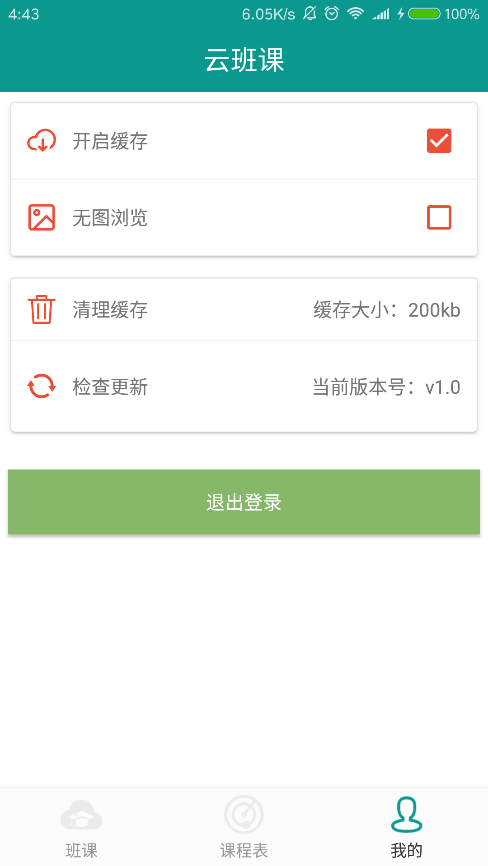 4:43 6.05K/s 100%
云班课
开启缓存
无图浏览
清理缓存 缓存大小：200kb
检查更新 当前版本号：v1.0
退出登录
班课 课程表 我的